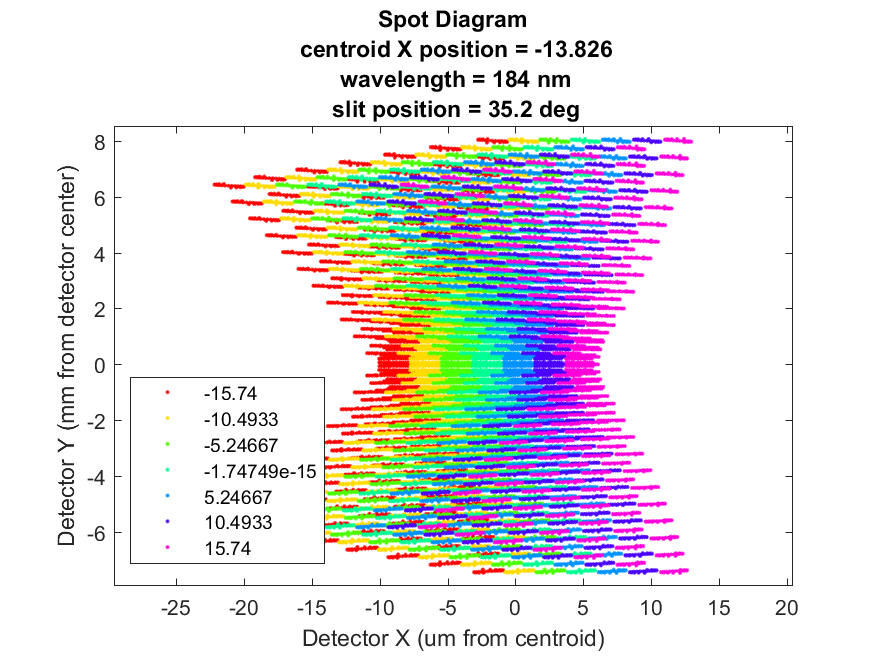 Spot Diagram
centroid X position = -13.826
wavelength = 184 nm
slit position = 35.2 deg
Detector Y (mm from detector center)
8
6
4
2
0
-2
-4
-6
-15.74
-10.4933
-5.24667
-1.74749e-15
5.24667
10.4933
15.74
-25 -20 -15 -10 -5 0 5 10 15 20
Detector X (um from centroid)